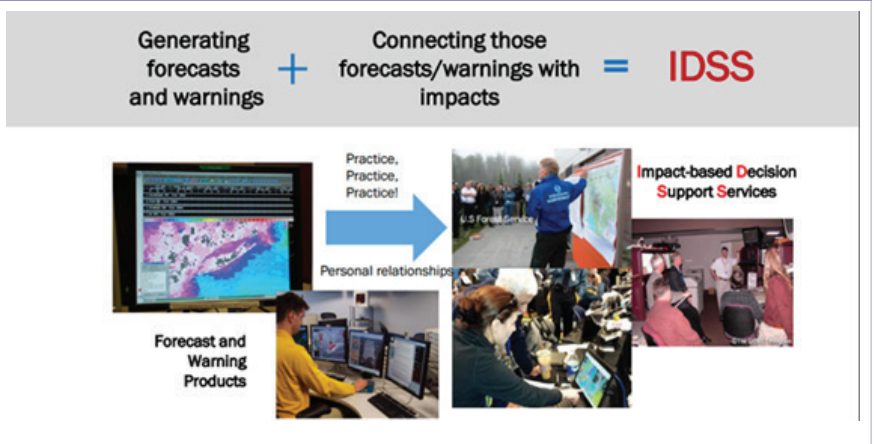 Generating
forecasts
and warnings
+
Connecting those
forecasts/warnings with
impacts
=
IDSS
Practice,
Practice,
Practice!
Personal relationships
Forecast and
Warning
Products
U.S Forest Service
Impact-based Decision
Support Services